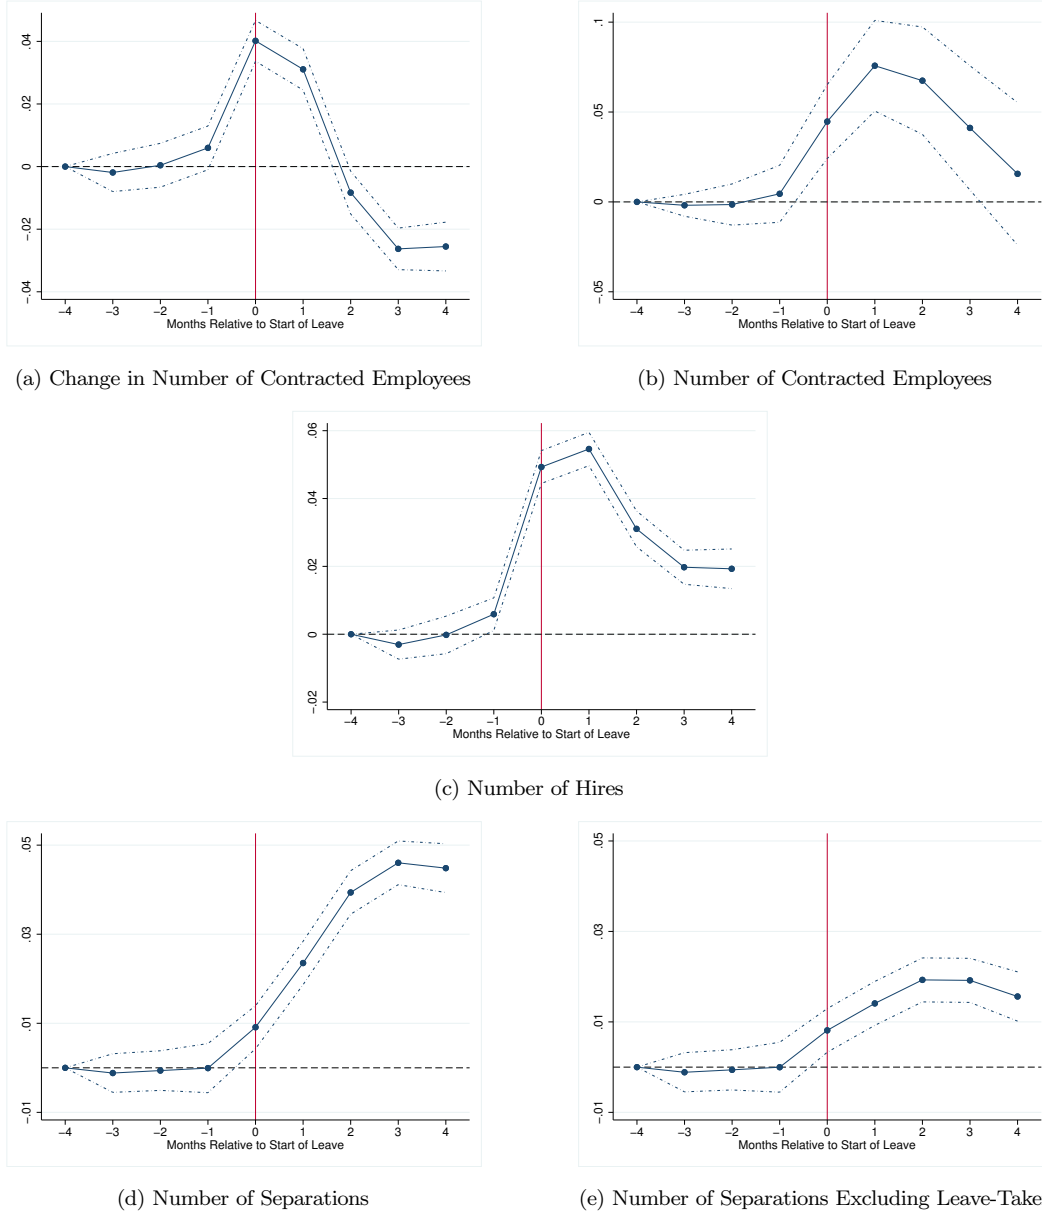 .04
.02
0
-.02
-.04
−4 −3 −2 −1 0 1 2 3 4
Months Relative to Start of Leave
(a) Change in Number of Contracted Employees
.1
.05
0
-.05
−4 −3 −2 −1 0 1 2 3 4
Months Relative to Start of Leave
(b) Number of Contracted Employees
.06
.04
.02
0
-.02
−4 −3 −2 −1 0 1 2 3 4
Months Relative to Start of Leave
(c) Number of Hires
.05
.03
.01
-.01
−4 −3 −2 −1 0 1 2 3 4
Months Relative to Start of Leave
(d) Number of Separations
.05
.03
.01
-.01
−4 −3 −2 −1 0 1 2 3 4
Months Relative to Start of Leave
(e) Number of Separations Excluding Leave-Take